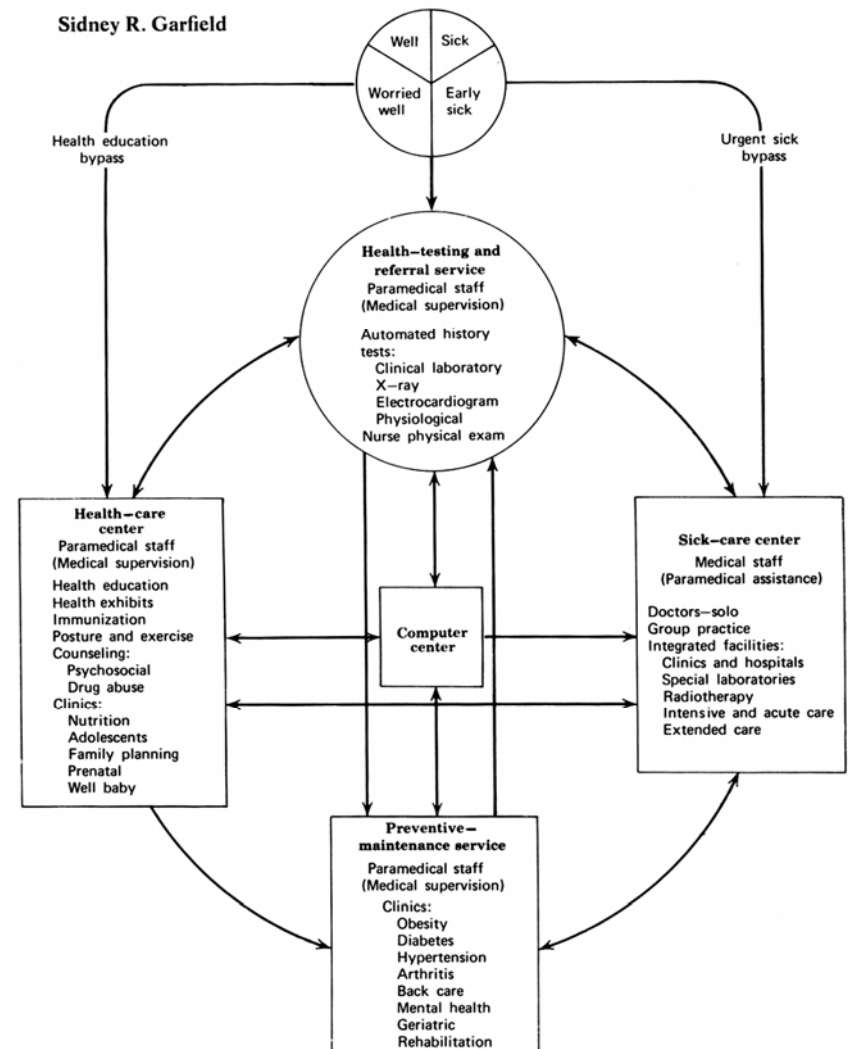 Sidney R. Garfield
Well
Sick
Worried
well
Early
sick
Health education
bypass
Urgent sick
bypass
Health-testing and
referral service
Paramedical staff
(Medical supervision)
Automated history
tests:
Clinical laboratory
X-ray
Electrocardiogram
Physiological
Nurse physical exam
Health-care
center
Paramedical staff
(Medical supervision)
Health education
Health exhibits
Immunization
Posture and exercise
Counseling:
Psychosocial
Drug abuse
Clinics:
Nutrition
Adolescents
Family planning
Prenatal
Well baby
Computer
center
Sick-care center
Medical staff
(Paramedical assistance)
Doctors-solo
Group practice
Integrated facilities:
Clinics and hospitals
Special laboratories
Radiotherapy
Intensive and acute care
Extended care
Preventive-
maintenance service
Paramedical staff
(Medical supervision)
Clinics:
Obesity
Diabetes
Hypertension
Arthritis
Back care
Mental health
Geriatric
Rehabilitation